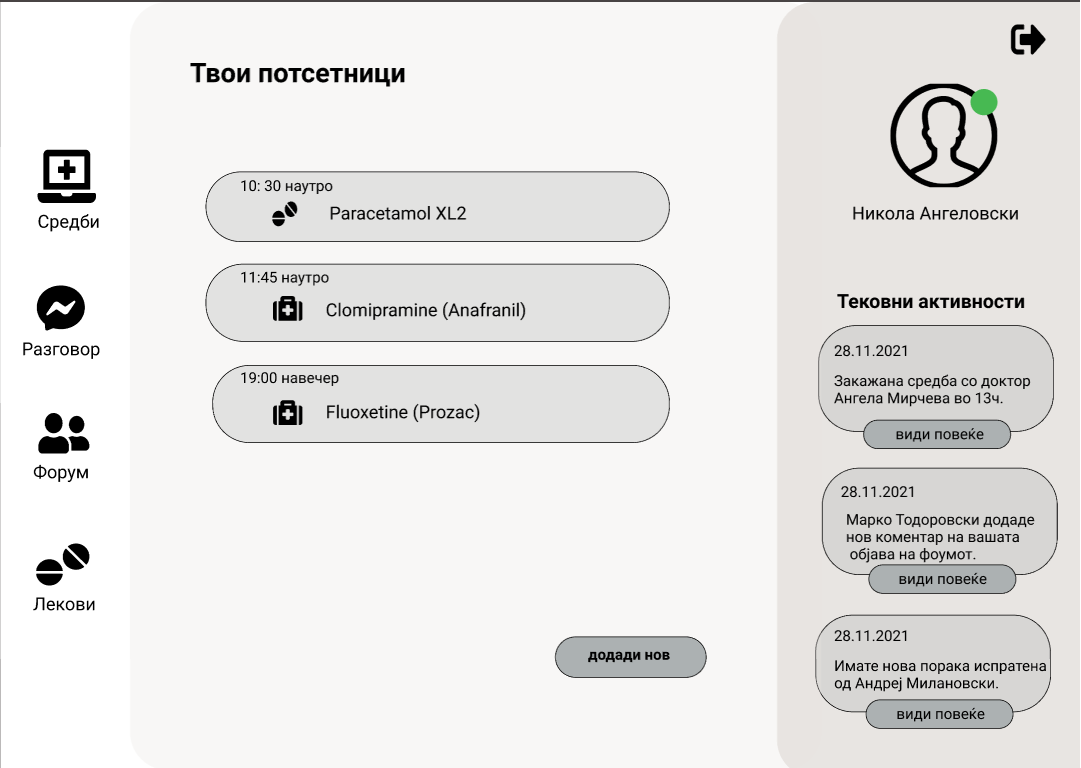 Средби
Разговор
Форум
Лекови
Твои потсетници
10: 30 наутро
Paracetamol XL2
11:45 наутро
Clomipramine (Anafranil)
19:00 навечер
Fluoxetine (Prozac)
додади нов
Никола Ангеловски
Тековни активности
28.11.2021
Закажана средба со доктор
Ангела Мирчева во 13ч.
види повеќе
28.11.2021
Марко Тодоровски додаде
нов коментар на вашата
објава на фоумот.
види повеќе
28.11.2021
Имате нова порака испратена
од Андреј Милановски.
види повеќе